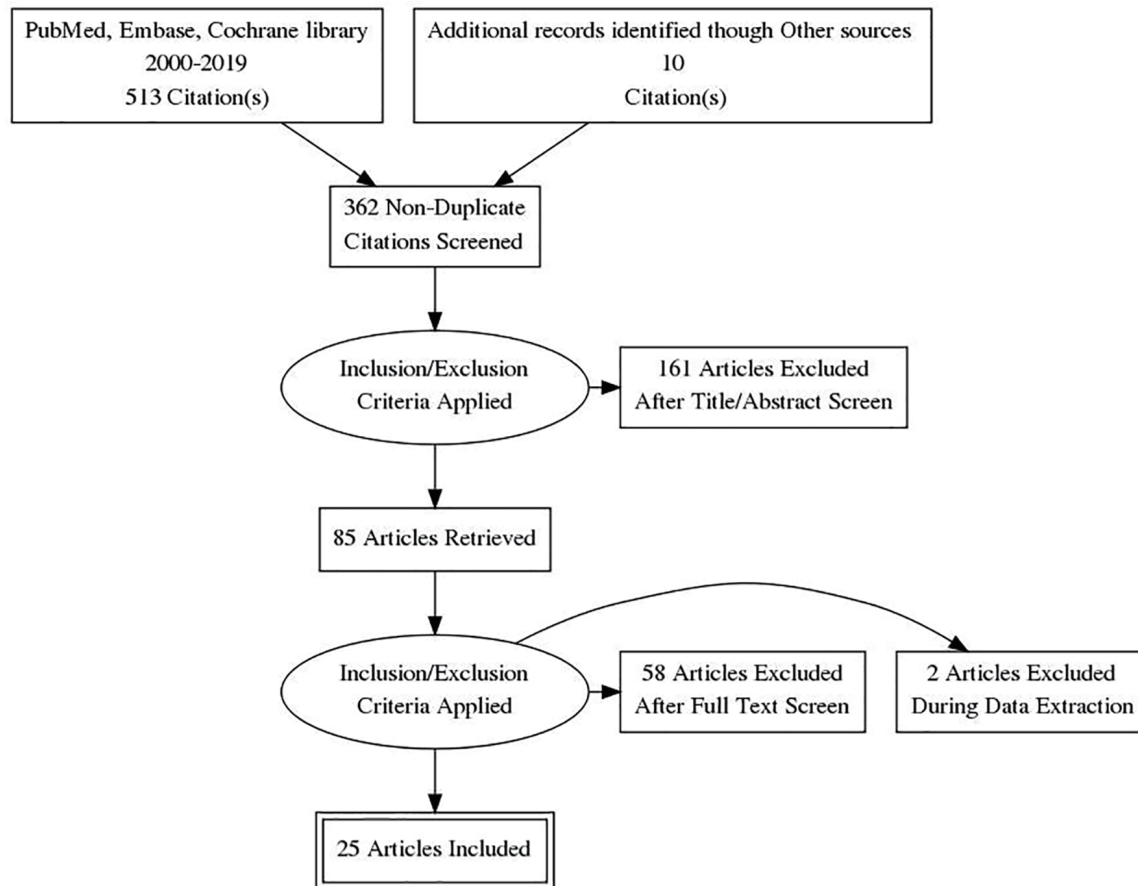 PubMed, Embase, Cochrane library
2000-2019
513 Citation(s)
Additional records identified though Other sources
10
Citation(s)
362 Non-Duplicate
Citations Screened
Inclusion/Exclusion
Criteria Applied
161 Articles Excluded
After Title/Abstract Screen
85 Articles Retrieved
Inclusion/Exclusion
Criteria Applied
58 Articles Excluded
After Full Text Screen
2 Articles Excluded
During Data Extraction
25 Articles Included